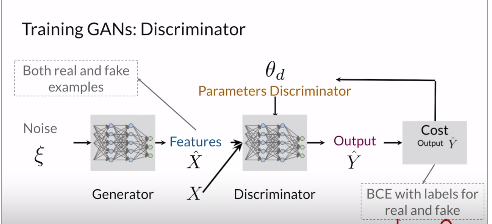 Training GANs: Discriminator
Both real and fake
examples
θd
Parameters Discriminator
Noise
ξ
Features
X̂
Output
Ŷ
Cost
Output Ŷ
Generator
X
Discriminator
BCE with labels for
real and fake